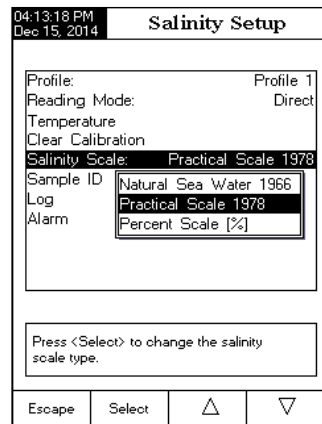 04:13:18 PM
Dec 15, 2014
Salinity Setup
Profile: Profile 1
Reading Mode: Direct
Temperature
Clear Calibration
Salinity Scale: Practical Scale 1978
Sample ID
Natural Sea Water 1966
Log
Practical Scale 1978
Alarm
Percent Scale [%]
Press <Select> to change the salinity
scale type.
Escape Select